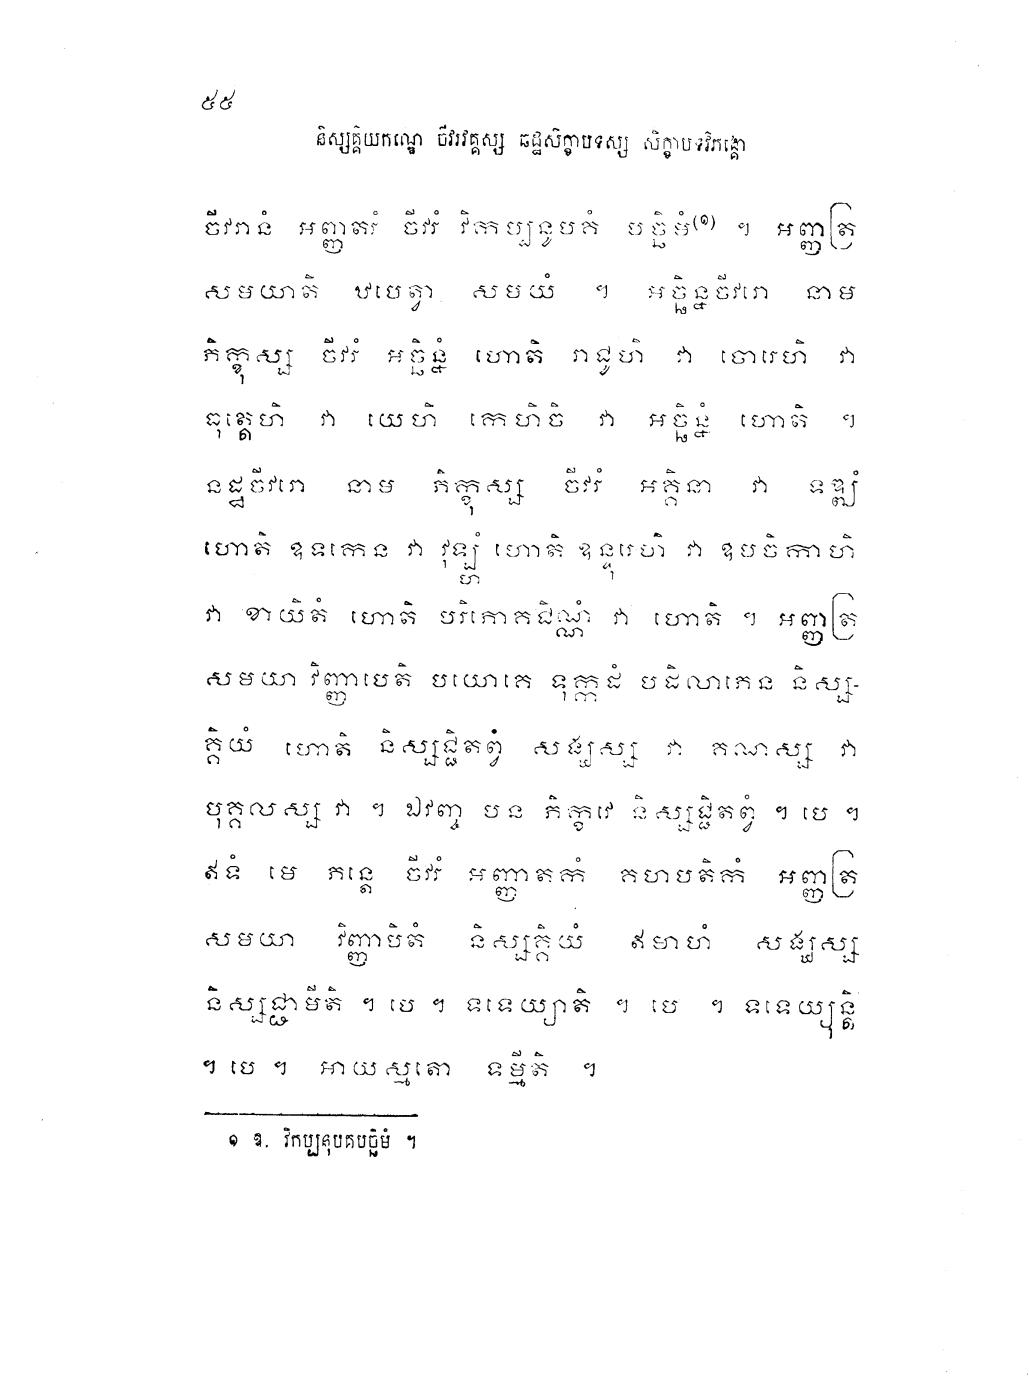 ៥៥
និស្សគ្គិយកណ្ឌេ ចីវរវគ្គស្ស ឆដ្ឋសិក្ខាបទស្ស សិក្ខាបទវិភង្គោ
ចីវរានំ អញ្ញតរំ ចីវរំ វិកប្បនូបគំ បច្ឆិមំ(១) ។ អញ្ញត្រ
សមយាតិ ឋបេត្វា សមយំ ។ អច្ឆិន្នចីវរោ នាម
ភិក្ខុស្ស ចីវរំ អច្ឆិន្នំ ហោតិ រាជូហិ វា ចោរេហិ វា
ធុត្តេហិ វា យេហិ កេហិចិ វា អច្ឆិន្នំ ហោតិ ។
នដ្ឋចីវរោ នាម ភិក្ខុស្ស ចីវរំ អគ្គិនា វា ទឌ្ឍំ
ហោតិ ឧទកេន វា វុឡ្ហំ ហោតិ ឧន្ទុរេហិ វា ឧបចិកាហិ
វា ខាយិតំ ហោតិ បរិភោគជិណ្ណំ វា ហោតិ ។ អញ្ញត្រ
សមយា វិញ្ញាបេតិ បយោគេ ទុក្កដំ បដិលាភេន និស្ស-
គ្គិយំ ហោតិ និស្សជ្ជិតព្វំ សង្ឃស្ស វា គណស្ស វា
បុគ្គលស្ស វា ។ ឯវញ្ច បន ភិក្ខវេ និស្សជ្ជិតព្វំ ។ បេ ។
ឥទំ មេ ភន្តេ ចីវរំ អញ្ញាតកំ គហបតិកំ អញ្ញត្រ
សមយា វិញ្ញាបិតំ និស្សគ្គិយំ ឥមាហំ សង្ឃស្ស
និស្សជ្ជាមីតិ ។ បេ ។ ទទេយ្យាតិ ។ បេ ។ ទទេយ្យុន្តិ
។ បេ ។ អាយស្មតោ ទម្មីតិ ។
១ ឧ. វិកប្បនុបគបច្ឆិមំ ។